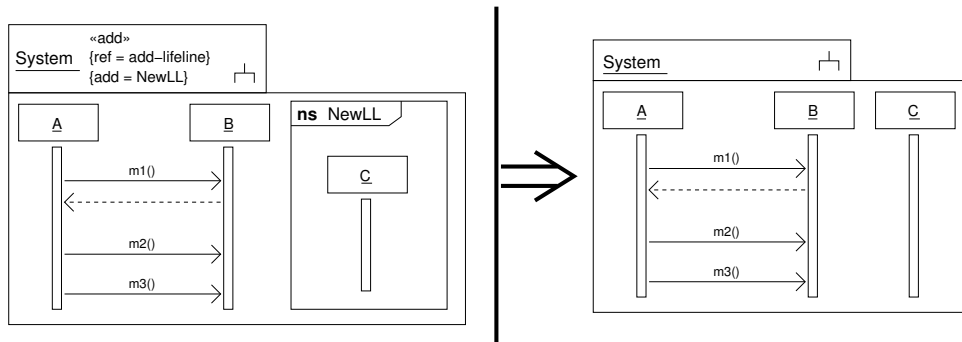 «add»
System {ref = add−lifeline}
{add = NewLL}
A B ns NewLL
C
m1()
m2()
m3()
System
A B C
m1()
m2()
m3()